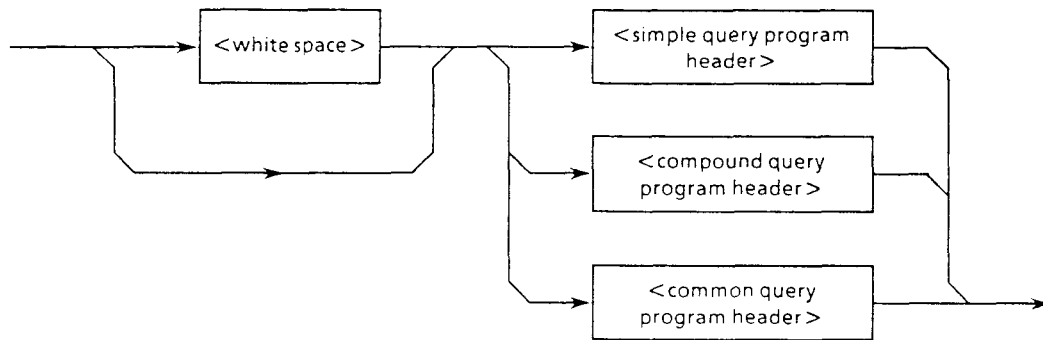 <white space>
<simple query program
header>
<compound query
program header>
<common query
program header>